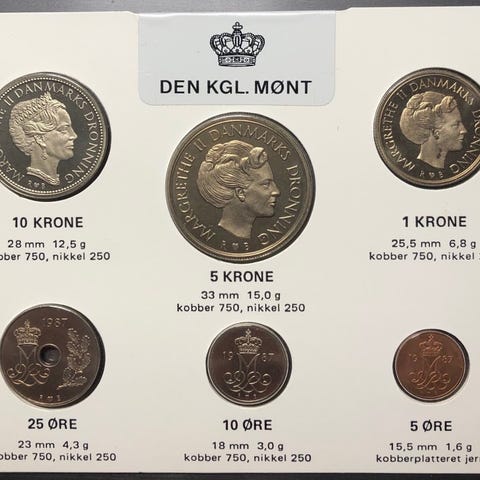 DEN KGL. MØNT
MARGRETHE II DANMARKS DRONNING
R B
10 KRONE
28 mm 12,5 g
kobber 750, nikkel 250
MARGRETHE II DANMARKS DRONNING
R B
5 KRONE
33 mm 15,0 g
kobber 750, nikkel 250
MARGRETHE II DANMARKS DRONNING
R B
1 KRONE
25,5 mm 6,8 g
kobber 750, nikkel
1987
R B
25 ØRE
23 mm 4,3 g
kobber 750, nikkel 250
1987
10 ØRE
18 mm 3,0 g
kobber 750, nikkel 250
1987
5 ØRE
15,5 mm 1,6 g
kobberplatteret jern